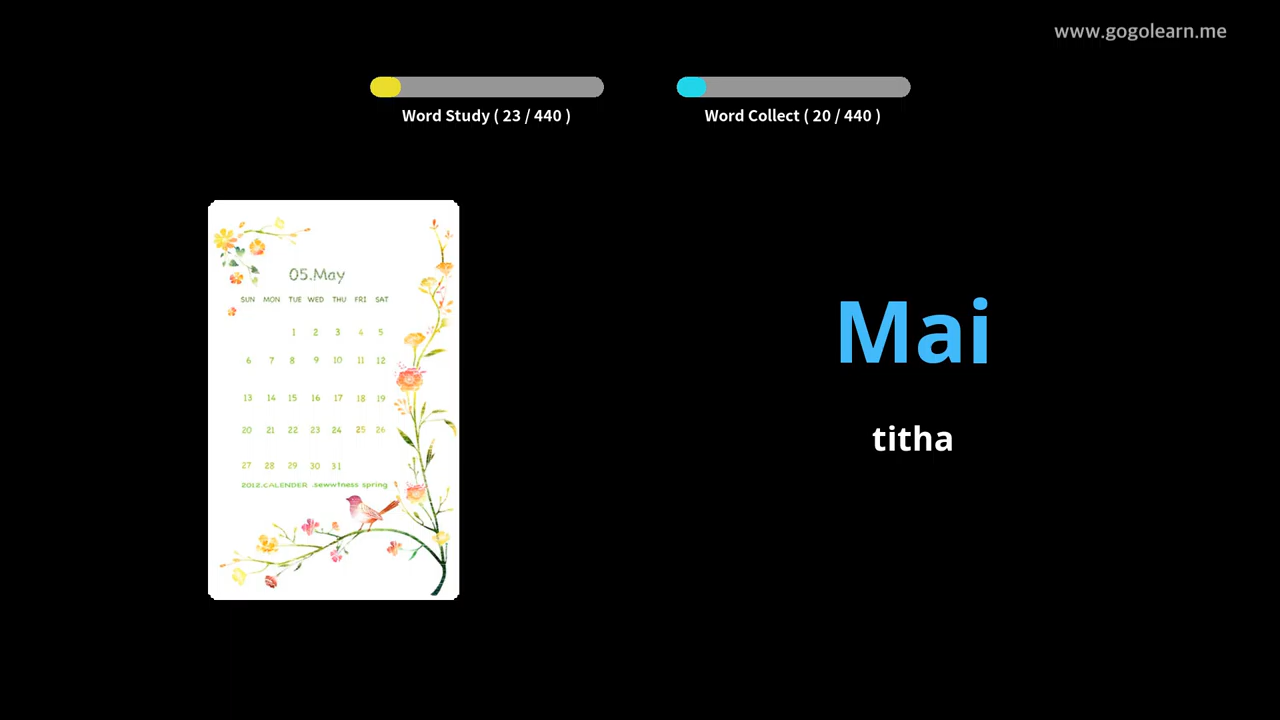 www.gogolearn.me
Word Study ( 23 / 440 )
Word Collect ( 20 / 440 )
05.May
SUN MON TUE WED THU FRI SAT
1 2 3 4 5
6 7 8 9 10 11 12
13 14 15 16 17 18 19
20 21 22 23 24 25 26
27 28 29 30 31
2012.CALENDER .sewwtness spring
Mai
titha